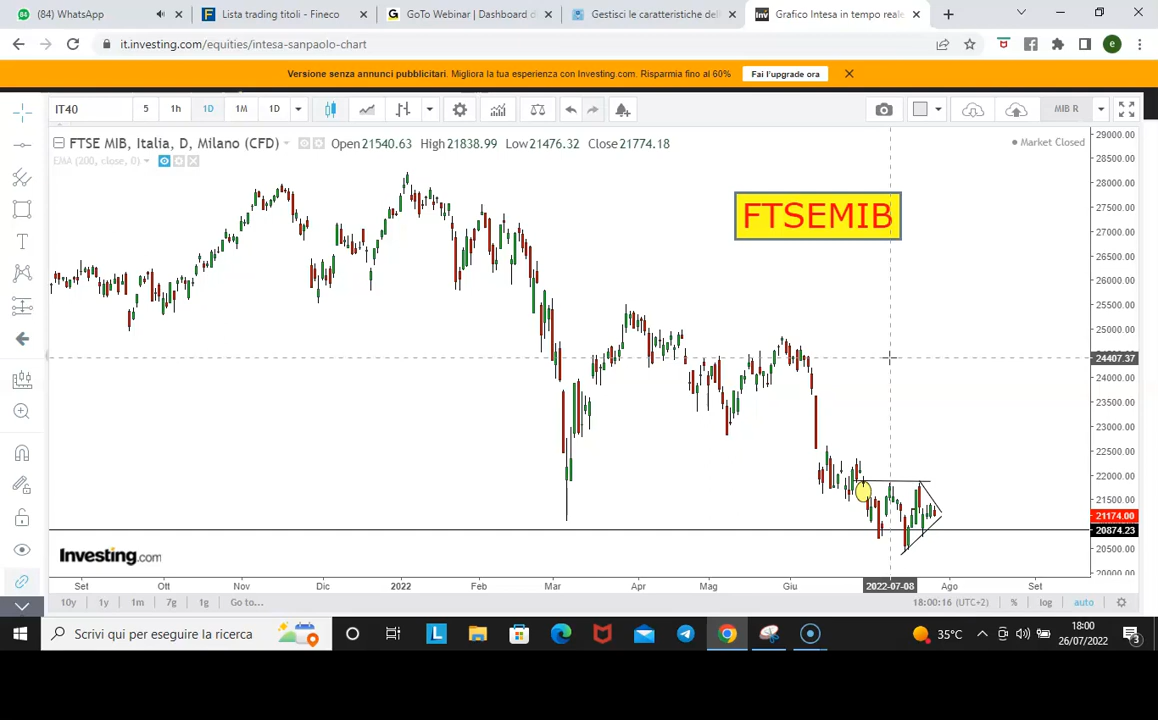 (84) WhatsApp
Lista trading titoli - Fineco
GoTo Webinar | Dashboard d
Gestisci le caratteristiche dell
Grafico Intesa in tempo reale
it.investing.com/equities/intesa-sanpaolo-chart
Versione senza annunci pubblicitari. Migliora la tua esperienza con Investing.com. Risparmia fino al 60%
Fai l'upgrade ora
IT40 5 1h 1D 1M 1D MIB R
FTSE MIB, Italia, D, Milano (CFD) Open 21540.63 High 21838.99 Low 21476.32 Close 21774.18
Market Closed
EMA (200, close, 0)
FTSEMIB
29000.00
28500.00
28000.00
27500.00
27000.00
26500.00
26000.00
25500.00
25000.00
24407.37
24000.00
23500.00
23000.00
22500.00
22000.00
21500.00
21174.00
20874.23
20500.00
20000.00
Investing.com
Set Ott Nov Dic 2022 Feb Mar Apr Mag Giu 2022-07-08 Ago Set
10y 1y 1m 7g 1g Go to... 18:00:16 (UTC+2) % log auto
Scrivi qui per eseguire la ricerca
35°C
18:00
26/07/2022
3